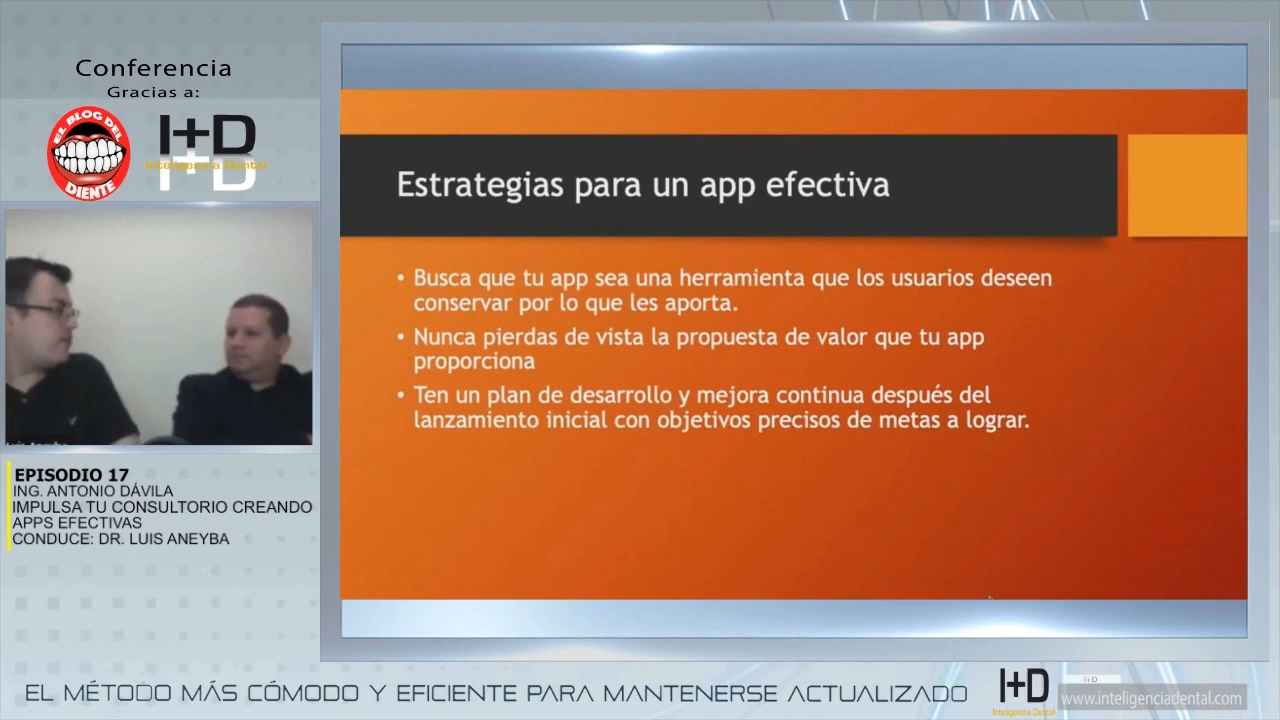 Conferencia
Gracias a:
EL BLOG DEL
DIENTE
I+D
Inteligencia Dental
I+D
EPISODIO 17
ING. ANTONIO DÁVILA
IMPULSA TU CONSULTORIO CREANDO
APPS EFECTIVAS
CONDUCE: DR. LUIS ANEYBA
Estrategias para un app efectiva
• Busca que tu app sea una herramienta que los usuarios deseen
conservar por lo que les aporta.
• Nunca pierdas de vista la propuesta de valor que tu app
proporciona
• Ten un plan de desarrollo y mejora continua después del
lanzamiento inicial con objetivos precisos de metas a lograr.
EL MÉTODO MÁS CÓMODO Y EFICIENTE PARA MANTENERSE ACTUALIZADO
I+D
Inteligencia Dental
I+D
www.inteligenciadental.com